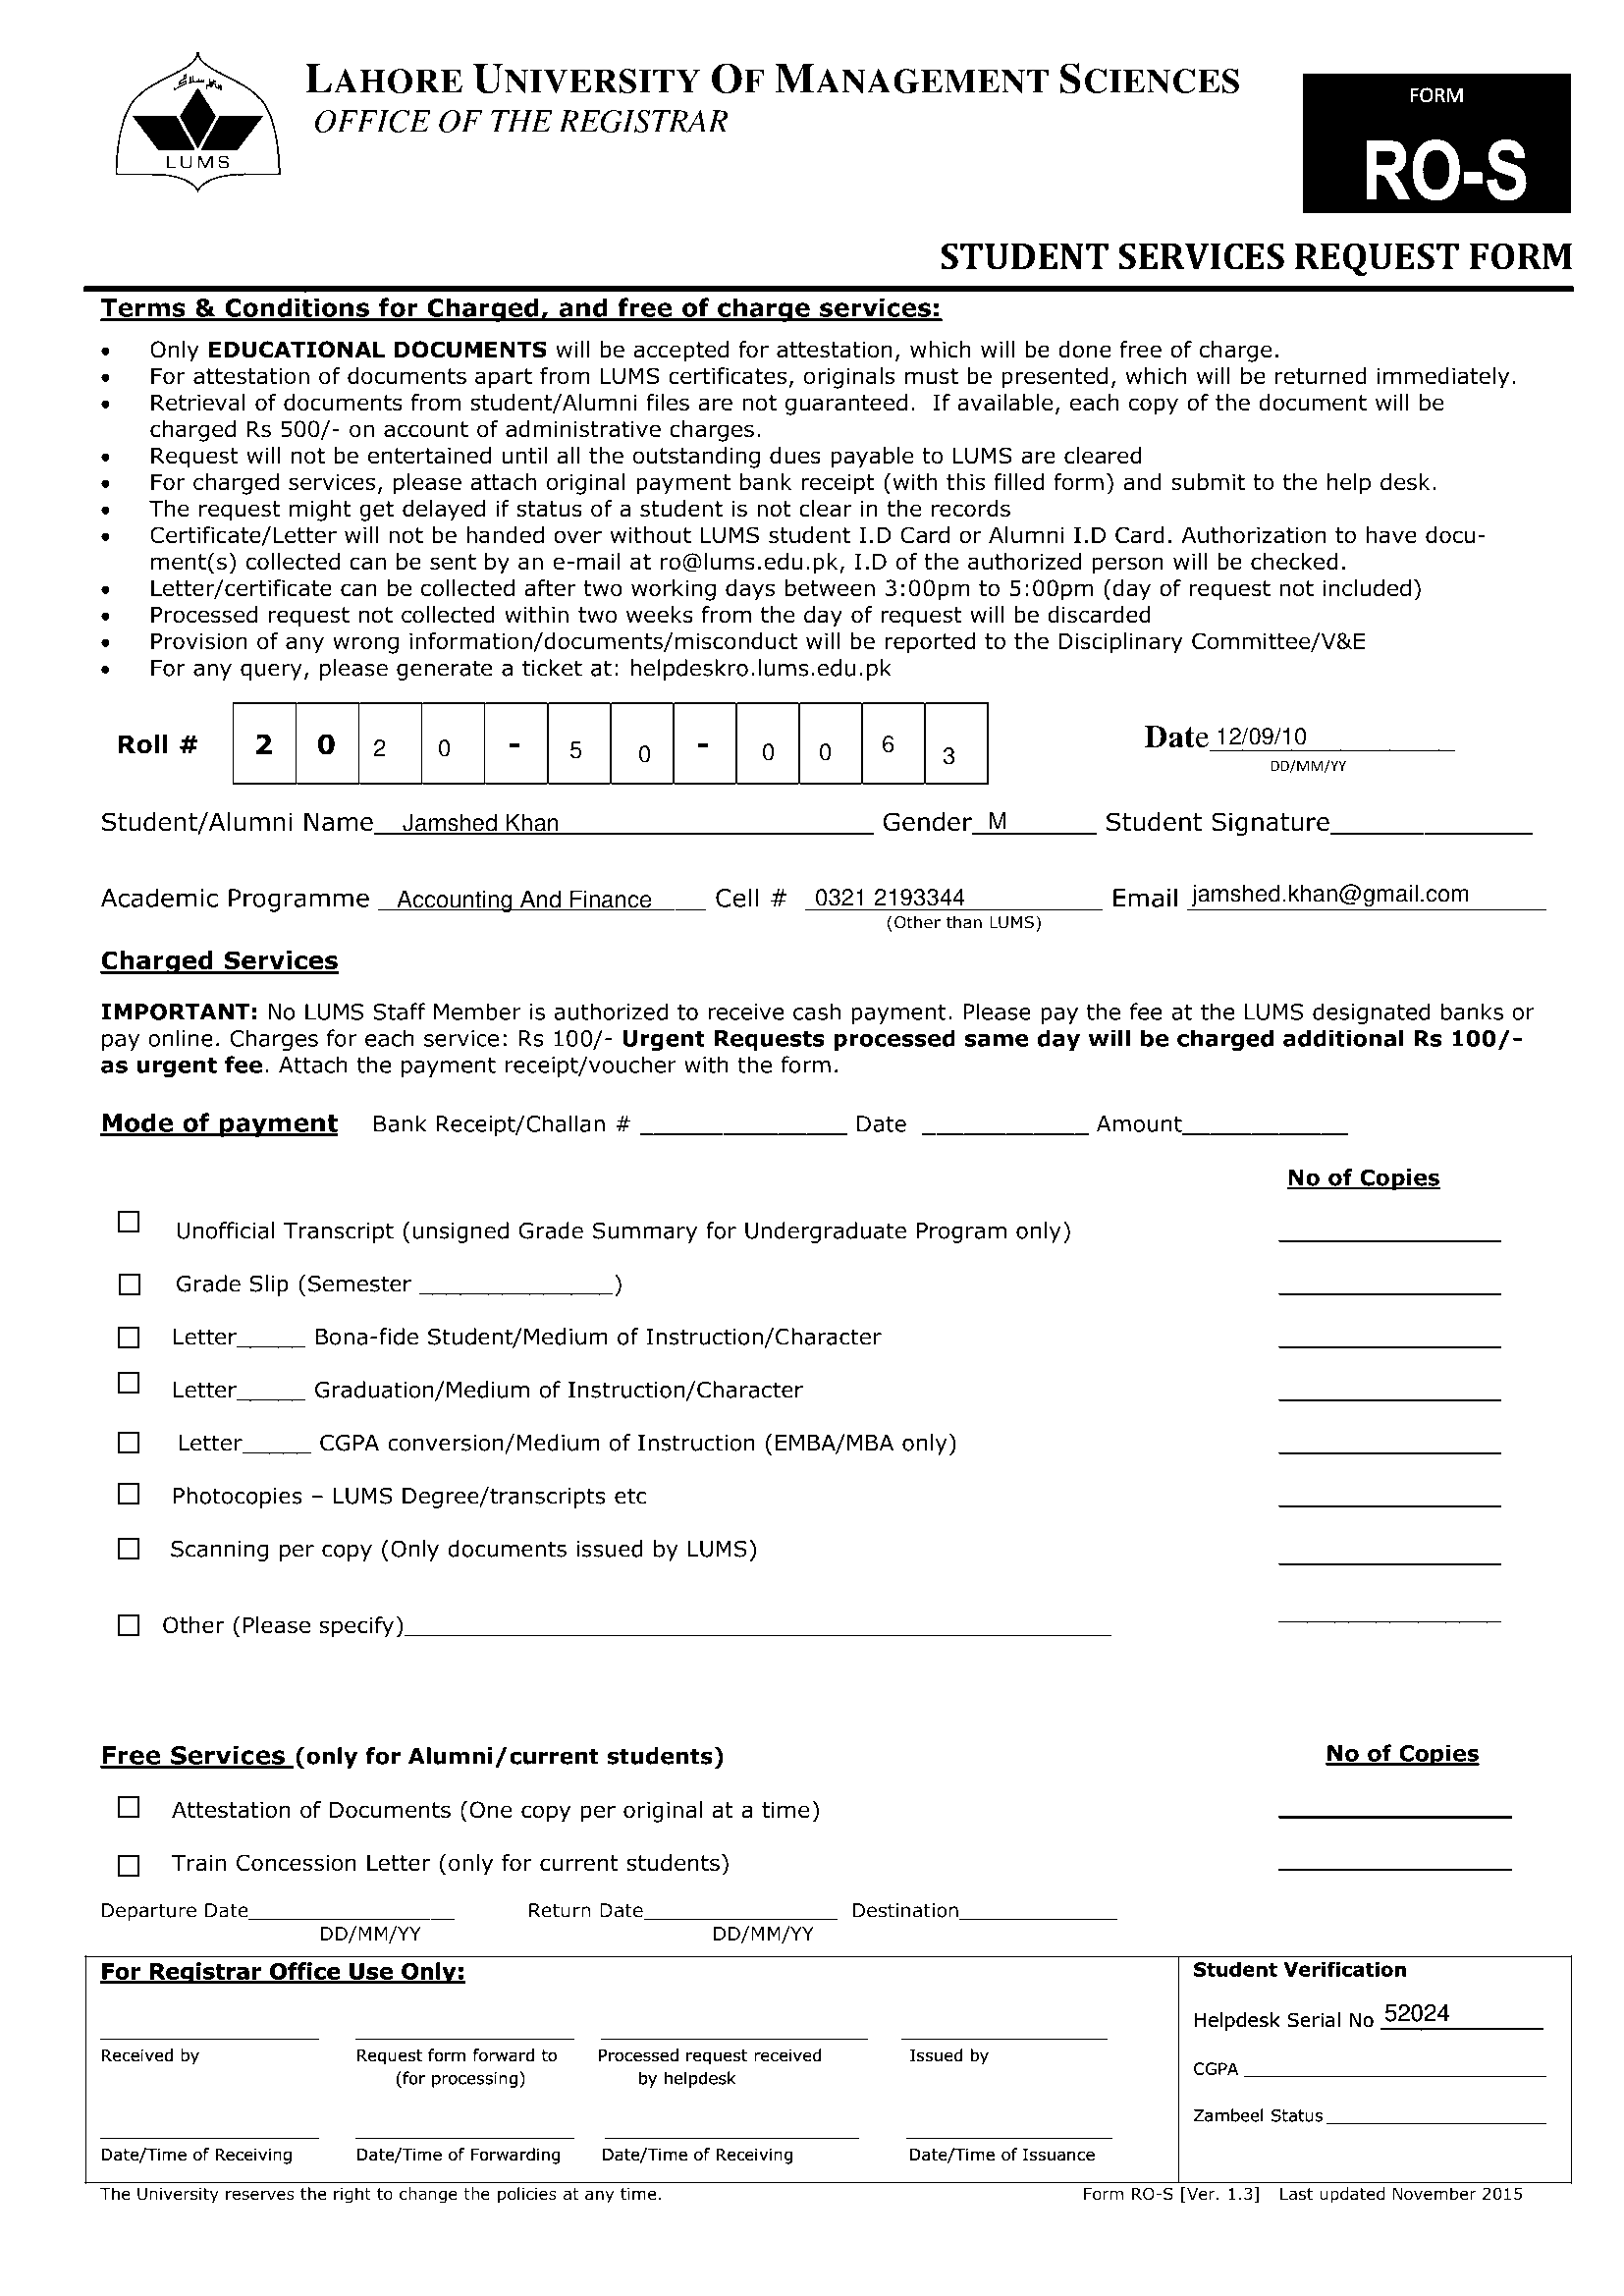 LUMS
LAHORE UNIVERSITY OF MANAGEMENT SCIENCES
OFFICE OF THE REGISTRAR
FORM
RO-S
STUDENT SERVICES REQUEST FORM
Terms & Conditions for Charged, and free of charge services:
• Only EDUCATIONAL DOCUMENTS will be accepted for attestation, which will be done free of charge.
• For attestation of documents apart from LUMS certificates, originals must be presented, which will be returned immediately.
• Retrieval of documents from student/Alumni files are not guaranteed. If available, each copy of the document will be
charged Rs 500/- on account of administrative charges.
• Request will not be entertained until all the outstanding dues payable to LUMS are cleared
• For charged services, please attach original payment bank receipt (with this filled form) and submit to the help desk.
• The request might get delayed if status of a student is not clear in the records
• Certificate/Letter will not be handed over without LUMS student I.D Card or Alumni I.D Card. Authorization to have docu-
ment(s) collected can be sent by an e-mail at ro@lums.edu.pk, I.D of the authorized person will be checked.
• Letter/certificate can be collected after two working days between 3:00pm to 5:00pm (day of request not included)
• Processed request not collected within two weeks from the day of request will be discarded
• Provision of any wrong information/documents/misconduct will be reported to the Disciplinary Committee/V&E
• For any query, please generate a ticket at: helpdeskro.lums.edu.pk
Roll # 2 0 2 0 - 5 0 - 0 0 6 3 Date 12/09/10
DD/MM/YY
Student/Alumni Name Jamshed Khan Gender M Student Signature
Academic Programme Accounting And Finance Cell # 0321 2193344 Email jamshed.khan@gmail.com
(Other than LUMS)
Charged Services
IMPORTANT: No LUMS Staff Member is authorized to receive cash payment. Please pay the fee at the LUMS designated banks or
pay online. Charges for each service: Rs 100/- Urgent Requests processed same day will be charged additional Rs 100/-
as urgent fee. Attach the payment receipt/voucher with the form.
Mode of payment Bank Receipt/Challan # _______________ Date ____________ Amount____________
No of Copies
Unofficial Transcript (unsigned Grade Summary for Undergraduate Program only)
Grade Slip (Semester ______________)
Letter_____ Bona-fide Student/Medium of Instruction/Character
Letter_____ Graduation/Medium of Instruction/Character
Letter_____ CGPA conversion/Medium of Instruction (EMBA/MBA only)
Photocopies – LUMS Degree/transcripts etc
Scanning per copy (Only documents issued by LUMS)
Other (Please specify)
Free Services (only for Alumni/current students) No of Copies
Attestation of Documents (One copy per original at a time)
Train Concession Letter (only for current students)
Departure Date Return Date Destination
DD/MM/YY DD/MM/YY
For Registrar Office Use Only:
Received by Request form forward to Processed request received Issued by
(for processing) by helpdesk
Date/Time of Receiving Date/Time of Forwarding Date/Time of Receiving Date/Time of Issuance
Student Verification
Helpdesk Serial No 52024
CGPA
Zambeel Status
The University reserves the right to change the policies at any time. Form RO-S [Ver. 1.3] Last updated November 2015